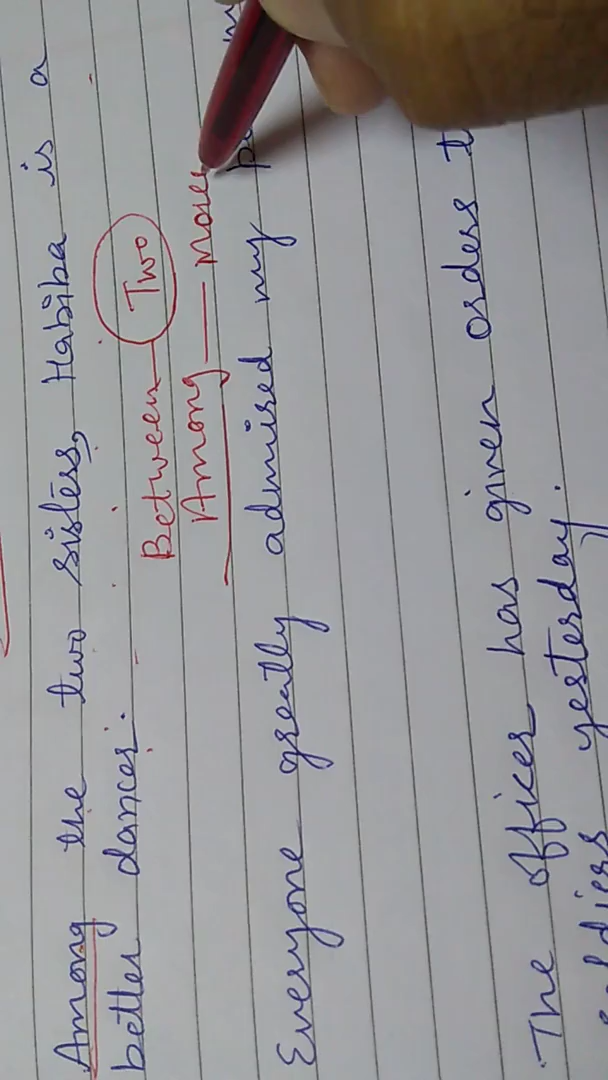 Among the two sisters, Habiba is a
better dancer.
Between — Two
Among — More
Everyone greatly admired my
The officer has given orders
soldiers yesterday.